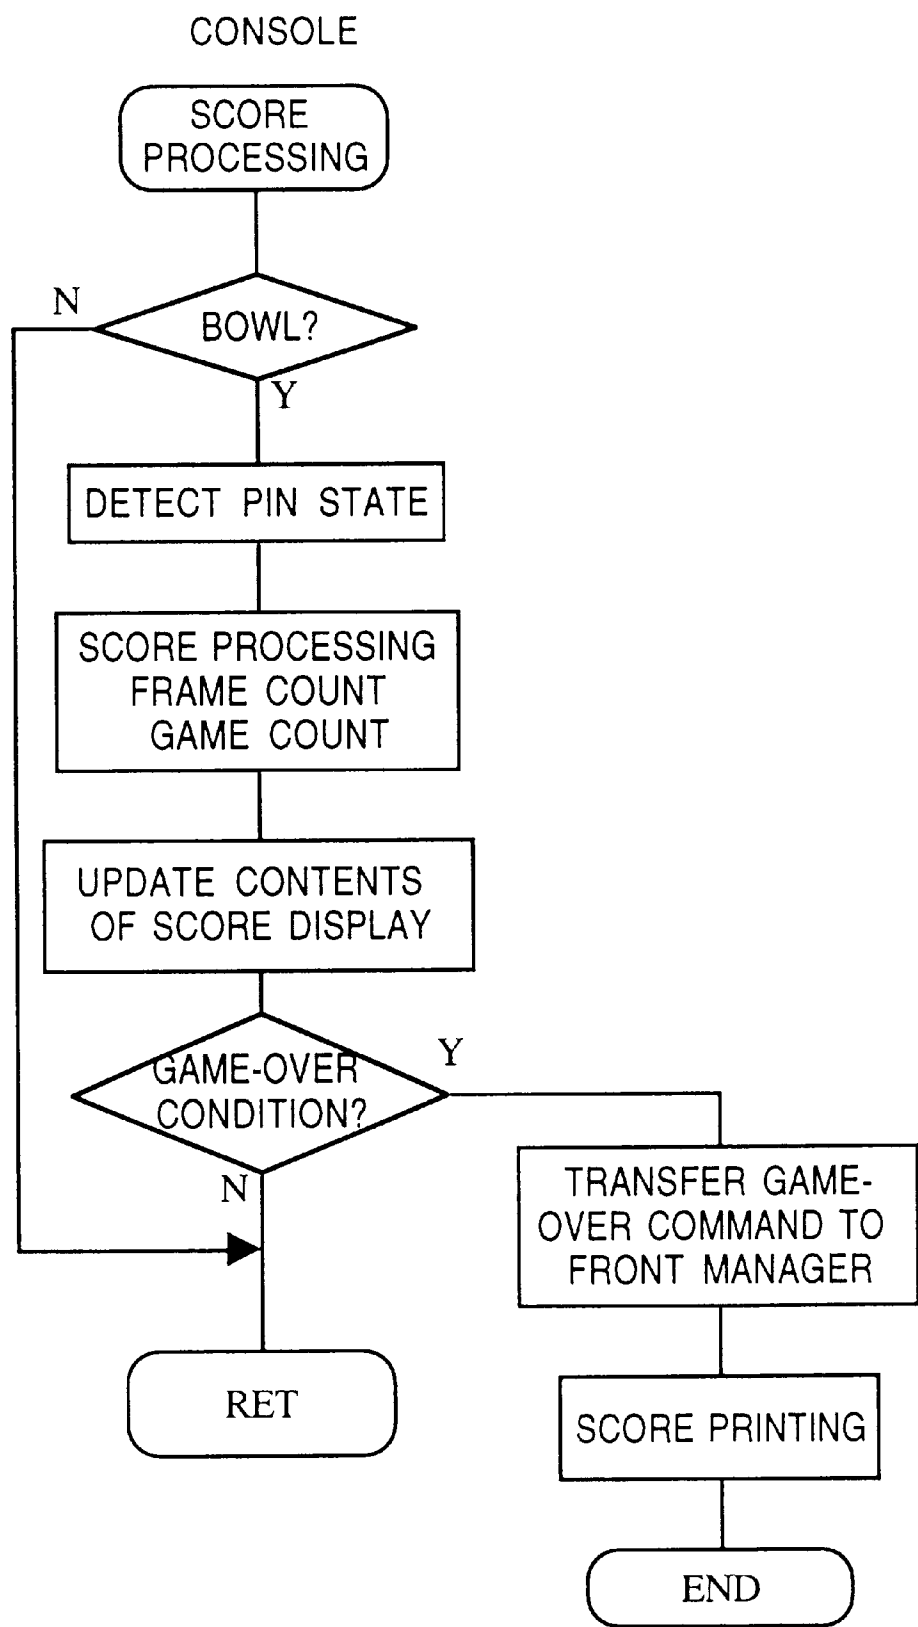 CONSOLE
SCORE
PROCESSING
N
BOWL?
Y
DETECT PIN STATE
SCORE PROCESSING
FRAME COUNT
GAME COUNT
UPDATE CONTENTS
OF SCORE DISPLAY
GAME-OVER
CONDITION?
Y
N
TRANSFER GAME-
OVER COMMAND TO
FRONT MANAGER
RET
SCORE PRINTING
END